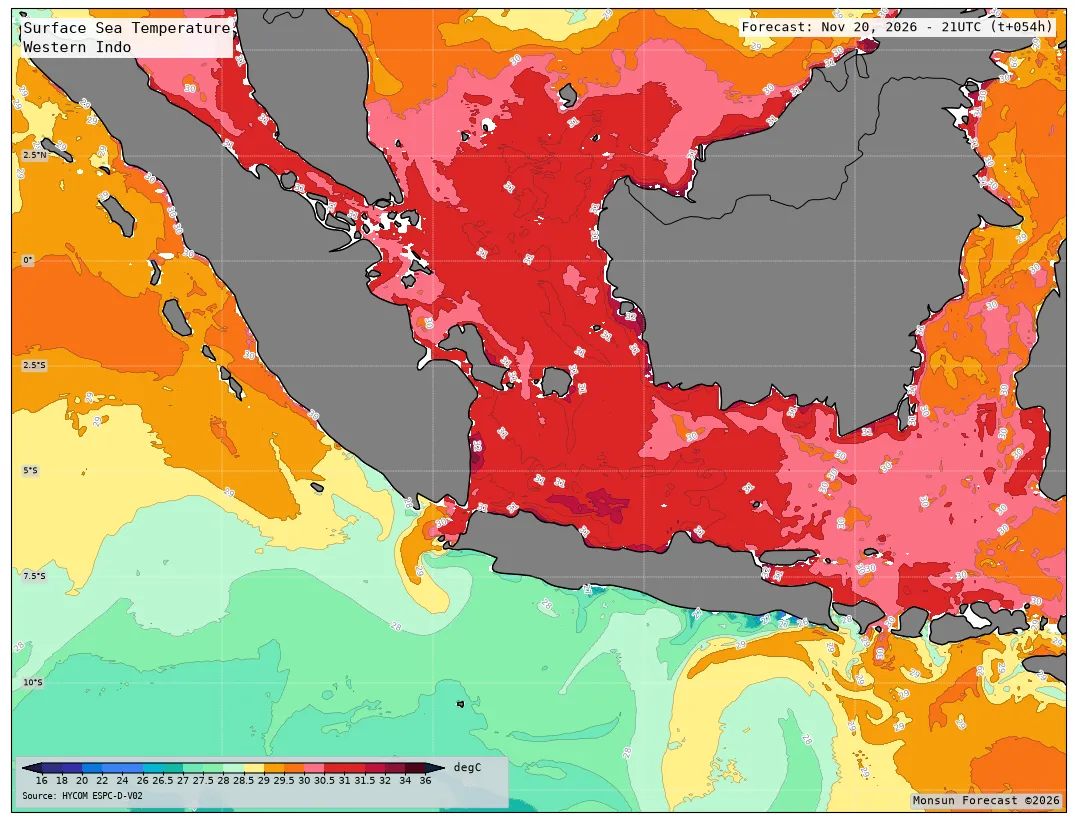 Surface Sea Temperature
Western Indo
Forecast: Nov 20, 2026 - 21UTC (t+054h)
2.5°N
0°
2.5°S
5°S
7.5°S
10°S
degC
16 18 20 22 24 26 26.5 27 27.5 28 28.5 29 29.5 30 30.5 31 31.5 32 34 36
Source: HYCOM ESPC-D-V02
Monsun Forecast ©2026